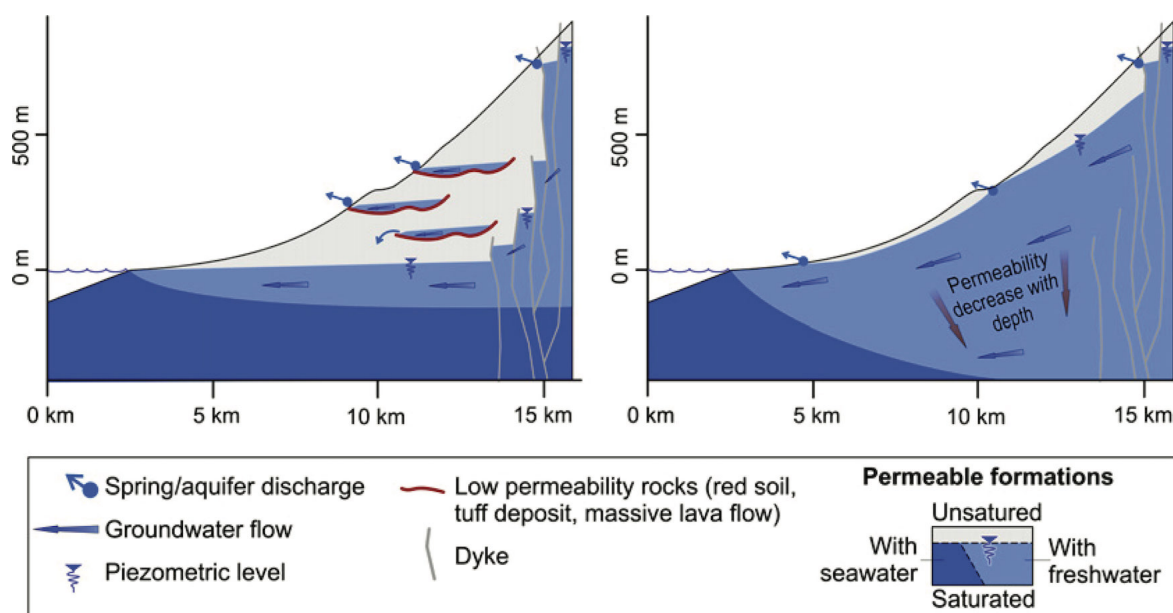 500 m
0 m
0 km
5 km
10 km
15 km
500 m
0 m
Permeability
decrease with
depth
0 km
5 km
10 km
15 km
Spring/aquifer discharge
Groundwater flow
Piezometric level
Low permeability rocks (red soil,
tuff deposit, massive lava flow)
Dyke
Permeable formations
Unsatured
With
seawater
With
freshwater
Saturated